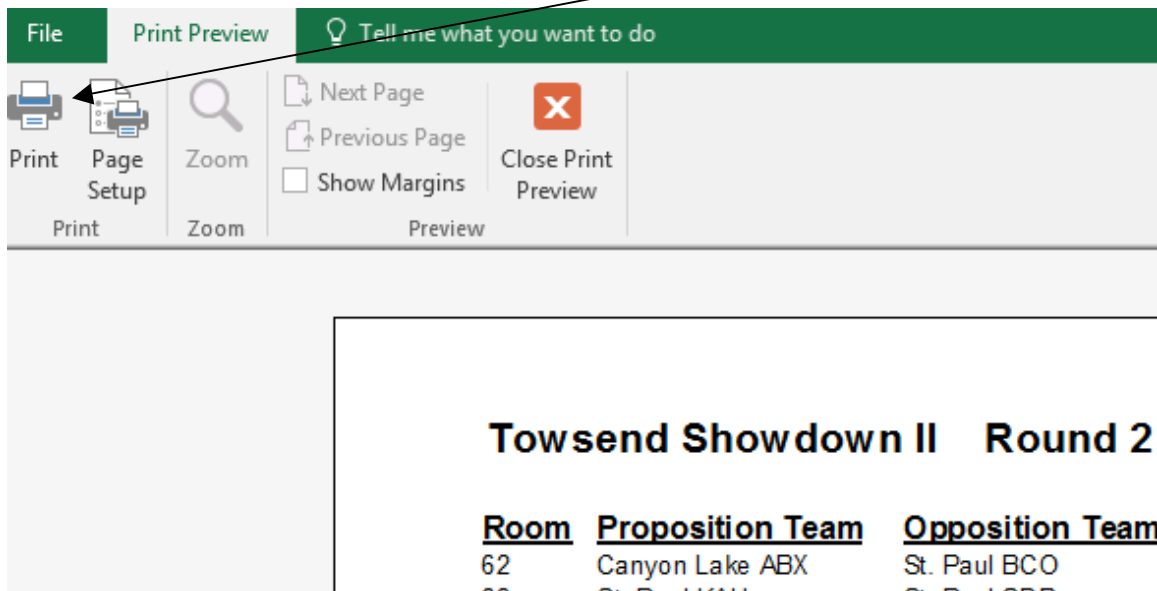 File Print Preview Tell me what you want to do
Next Page
Previous Page
Show Margins
Print Page Setup Zoom Close Print Preview
Print Zoom Preview
Towsend Showdown II Round 2
Room Proposition Team Opposition Team
62 Canyon Lake ABX St. Paul BCO